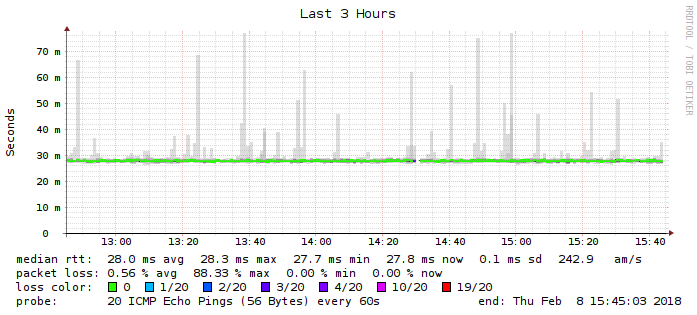 Last 3 Hours
RRDTOOL / TOBI OETIKER
Seconds
70 m
60 m
50 m
40 m
30 m
20 m
10 m
0
13:00 13:20 13:40 14:00 14:20 14:40 15:00 15:20 15:40
median rtt: 28.0 ms avg 28.3 ms max 27.7 ms min 27.8 ms now 0.1 ms sd 242.9 am/s
packet loss: 0.56 % avg 88.33 % max 0.00 % min 0.00 % now
loss color: 0 1/20 2/20 3/20 4/20 10/20 19/20
probe: 20 ICMP Echo Pings (56 Bytes) every 60s end: Thu Feb 8 15:45:03 2018